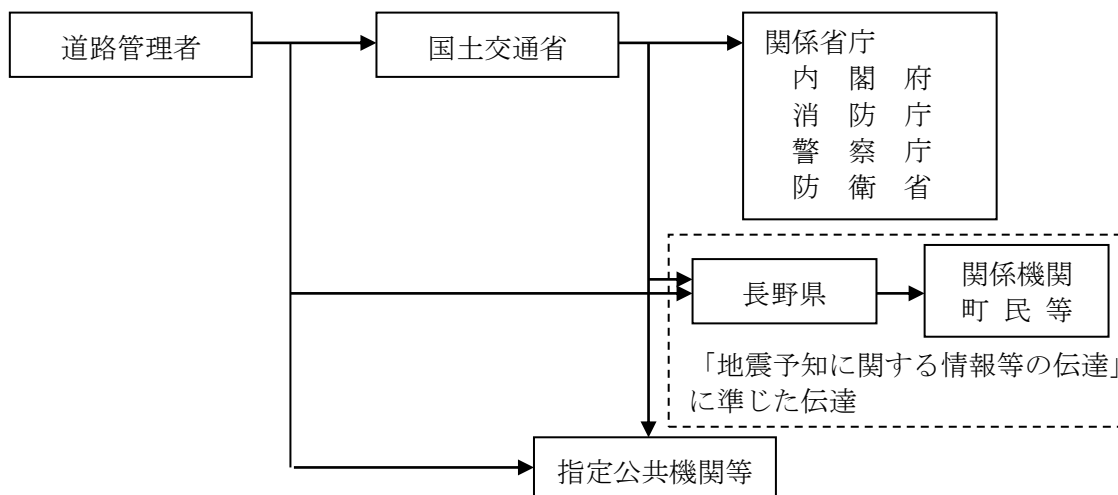 道路管理者
国土交通省
関係省庁
内 閣 府
消 防 庁
警 察 庁
防 衛 省
長野県
関係機関
町 民 等
「地震予知に関する情報等の伝達」
に準じた伝達
指定公共機関等